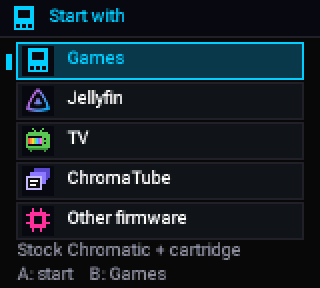 Start with
Games
Jellyfin
TV
ChromaTube
Other firmware
Stock Chromatic + cartridge
A: start B: Games